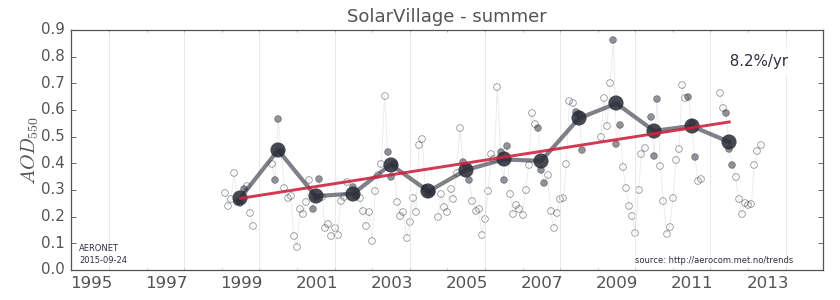 SolarVillage - summer
0.9
0.8
0.7
0.6
0.5
0.4
0.3
0.2
0.1
0.0
AOD550
8.2%/yr
AERONET
2015-09-24
source: http://aerocom.met.no/trends
1995 1997 1999 2001 2003 2005 2007 2009 2011 2013